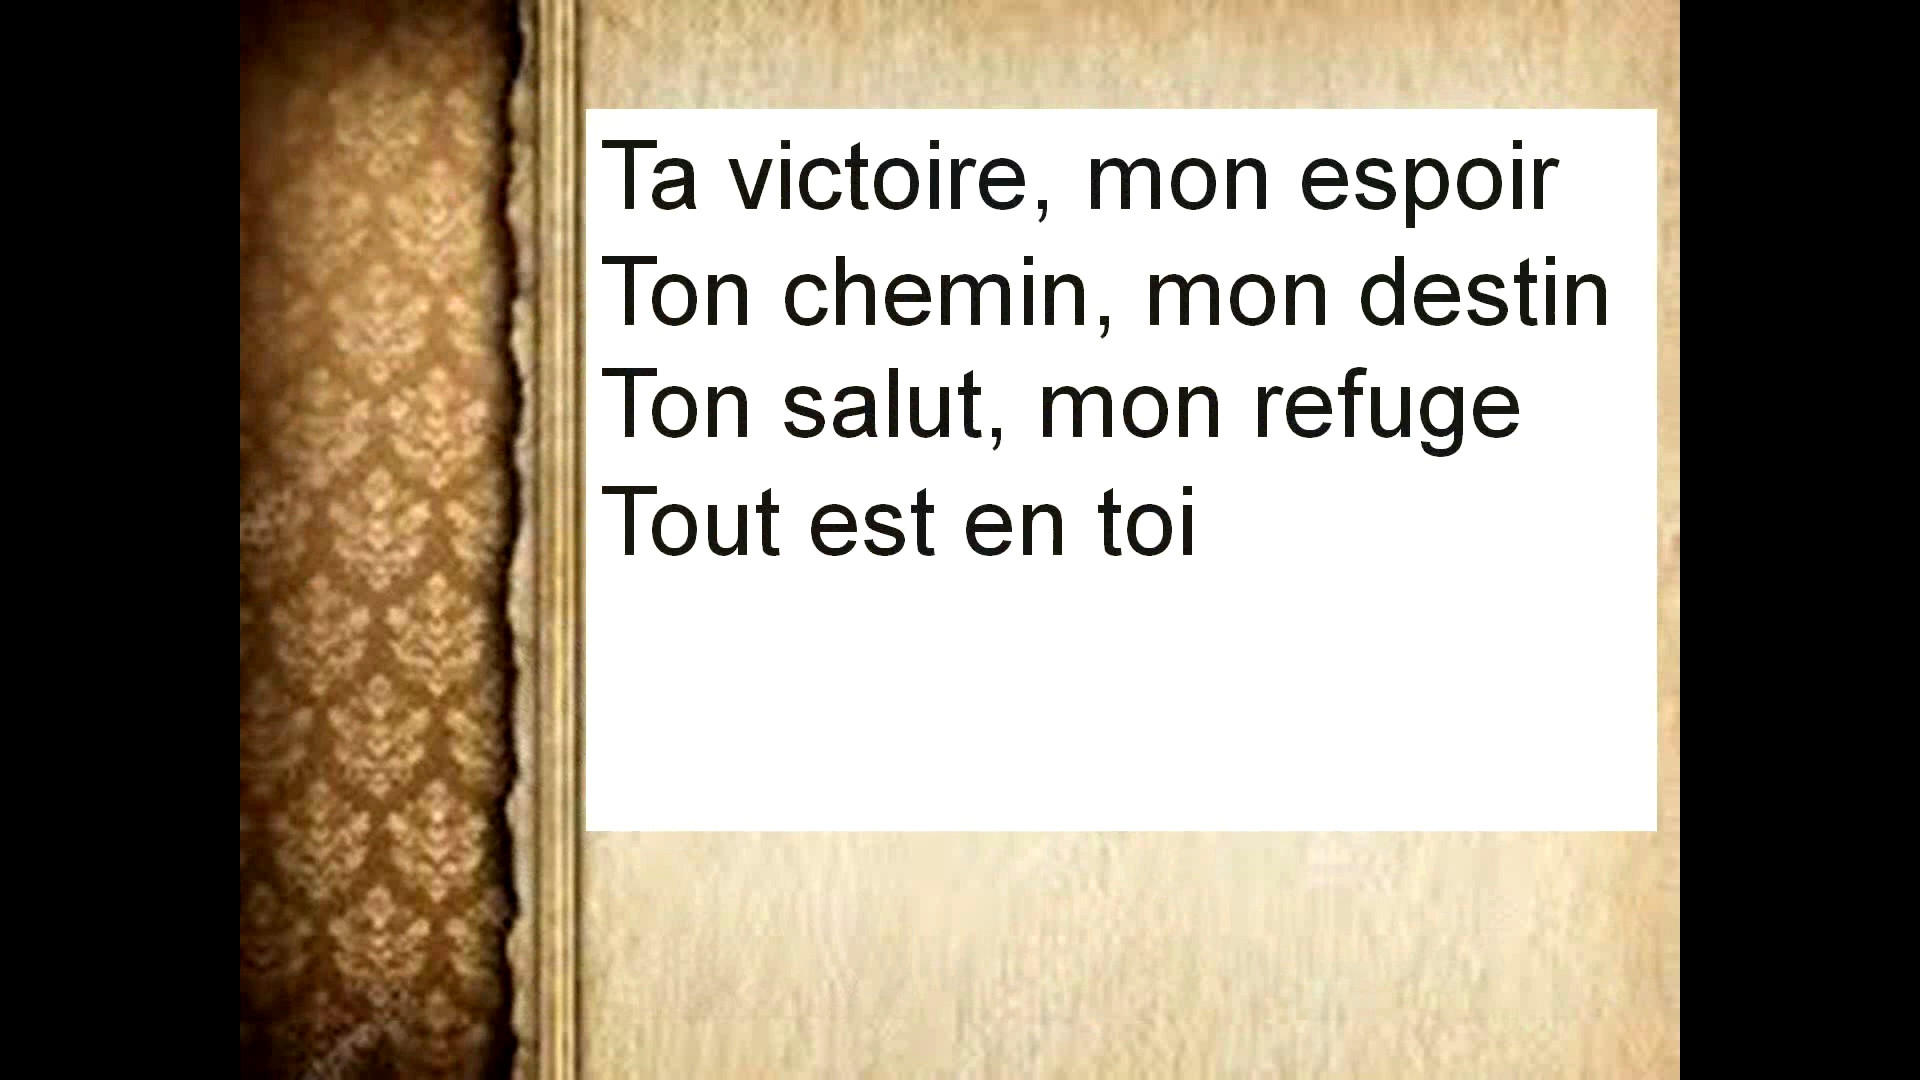 Ta victoire, mon espoir
Ton chemin, mon destin
Ton salut, mon refuge
Tout est en toi